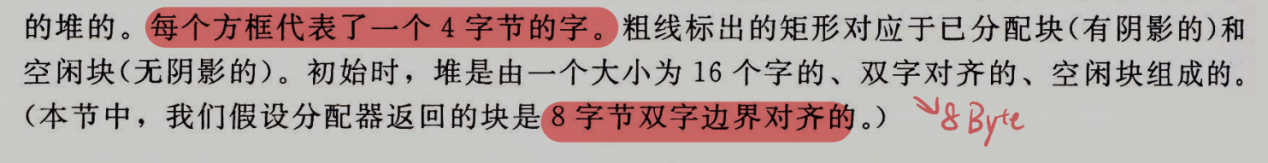 的堆的。每个方框代表了一个 4 字节的字。粗线标出的矩形对应于已分配块(有阴影的)和
空闲块(无阴影的)。初始时，堆是由一个大小为 16 个字的、双字对齐的、空闲块组成的。
(本节中，我们假设分配器返回的块是 8 字节双字边界对齐的。) 8 Byte